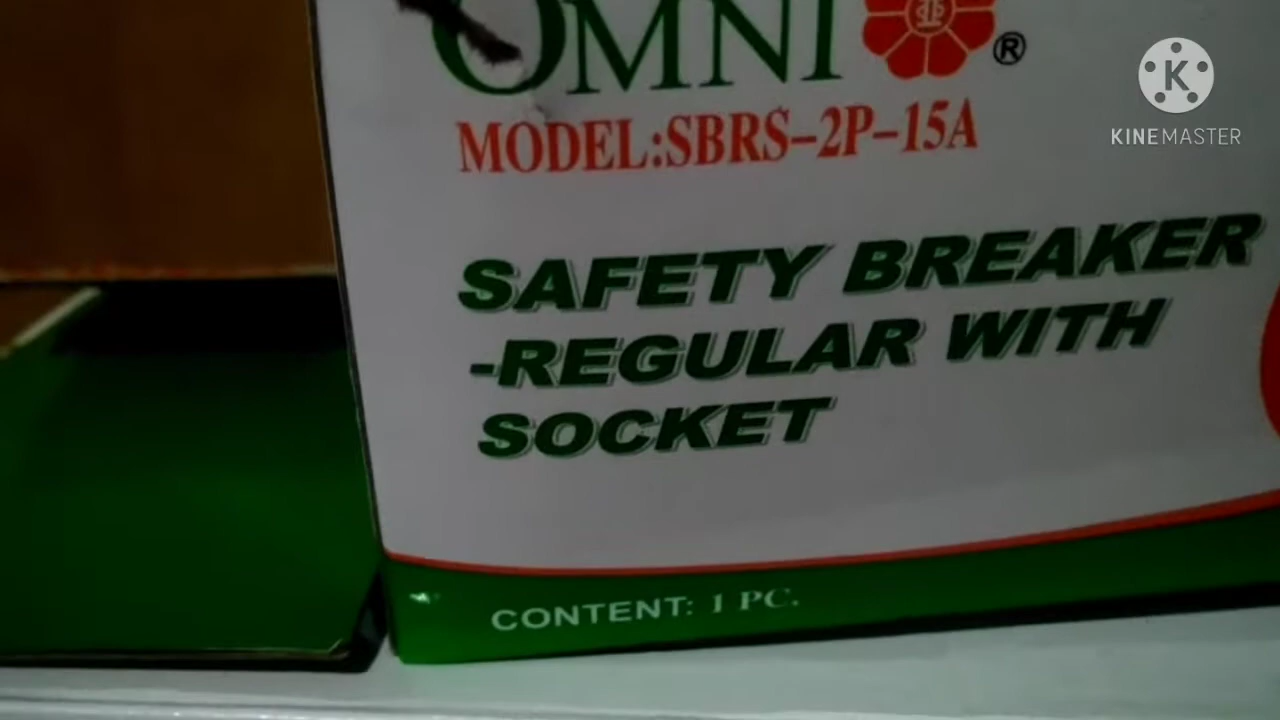 OMNI ®
MODEL:SBRS-2P-15A
SAFETY BREAKER
-REGULAR WITH
SOCKET
CONTENT: 1 PC.
KINEMASTER